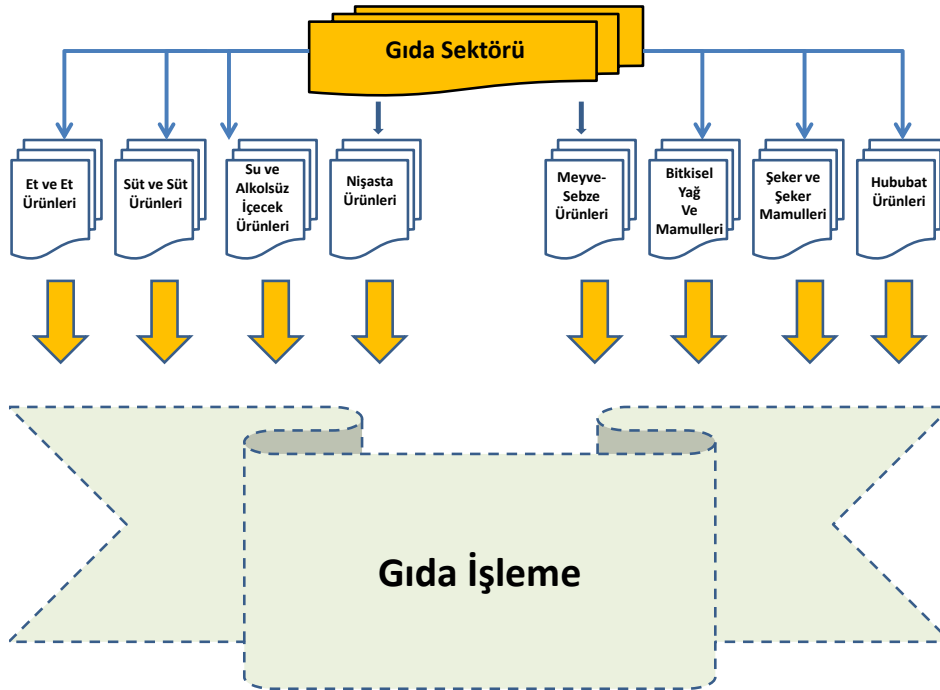 Gıda Sektörü
Et ve Et
Ürünleri
Süt ve Süt
Ürünleri
Su ve
Alkolsüz
İçecek
Ürünleri
Nişasta
Ürünleri
Meyve-
Sebze
Ürünleri
Bitkisel
Yağ
Ve
Mamulleri
Şeker ve
Şeker
Mamulleri
Hububat
Ürünleri
Gıda İşleme